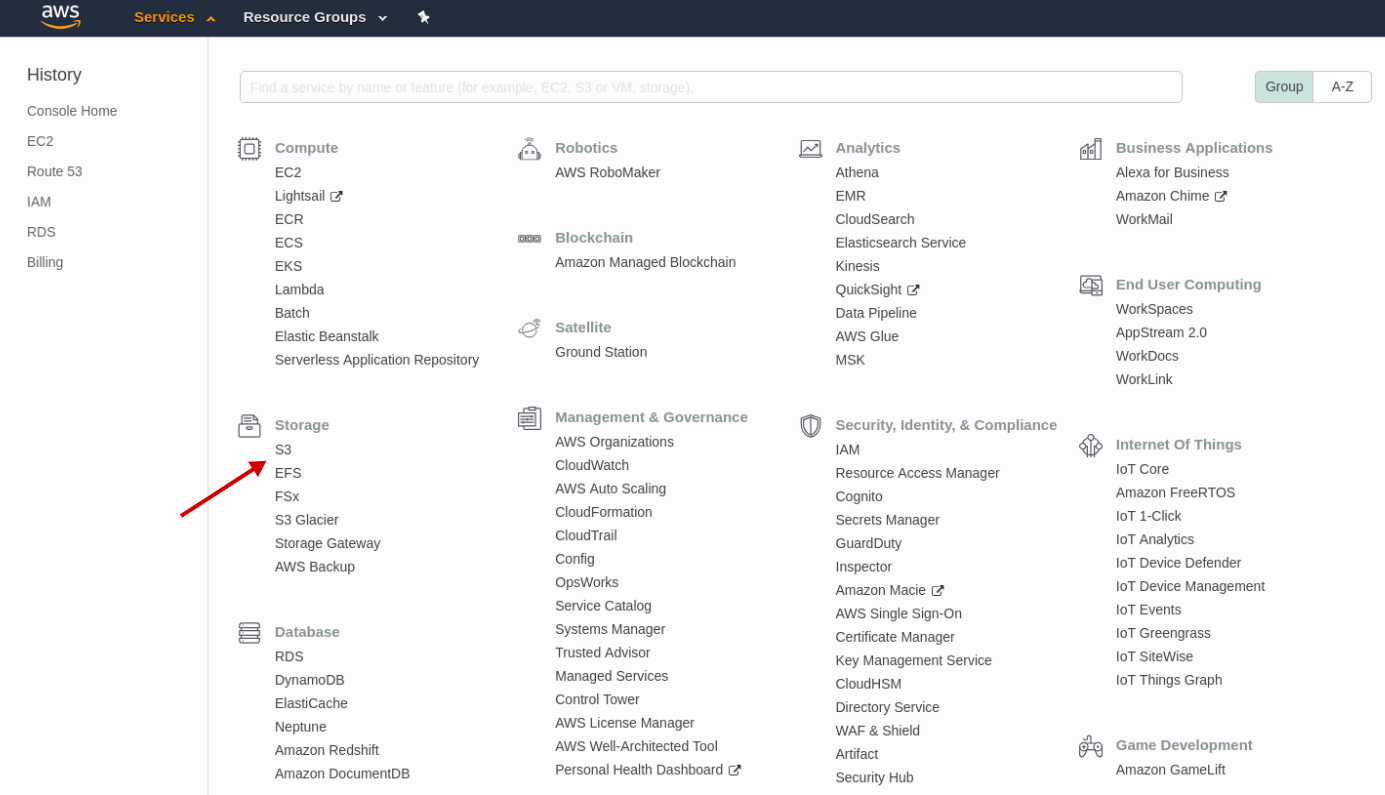 aws
Services
Resource Groups
History
Console Home
EC2
Route 53
IAM
RDS
Billing
Find a service by name or feature (for example, EC2, S3 or VM, storage).
Group
A-Z
Compute
EC2
Lightsail
ECR
ECS
EKS
Lambda
Batch
Elastic Beanstalk
Serverless Application Repository
Storage
S3
EFS
FSx
S3 Glacier
Storage Gateway
AWS Backup
Database
RDS
DynamoDB
ElastiCache
Neptune
Amazon Redshift
Amazon DocumentDB
Robotics
AWS RoboMaker
Blockchain
Amazon Managed Blockchain
Satellite
Ground Station
Management & Governance
AWS Organizations
CloudWatch
AWS Auto Scaling
CloudFormation
CloudTrail
Config
OpsWorks
Service Catalog
Systems Manager
Trusted Advisor
Managed Services
Control Tower
AWS License Manager
AWS Well-Architected Tool
Personal Health Dashboard
Analytics
Athena
EMR
CloudSearch
Elasticsearch Service
Kinesis
QuickSight
Data Pipeline
AWS Glue
MSK
Security, Identity, & Compliance
IAM
Resource Access Manager
Cognito
Secrets Manager
GuardDuty
Inspector
Amazon Macie
AWS Single Sign-On
Certificate Manager
Key Management Service
CloudHSM
Directory Service
WAF & Shield
Artifact
Security Hub
Business Applications
Alexa for Business
Amazon Chime
WorkMail
End User Computing
WorkSpaces
AppStream 2.0
WorkDocs
WorkLink
Internet Of Things
IoT Core
Amazon FreeRTOS
IoT 1-Click
IoT Analytics
IoT Device Defender
IoT Device Management
IoT Events
IoT Greengrass
IoT SiteWise
IoT Things Graph
Game Development
Amazon GameLift